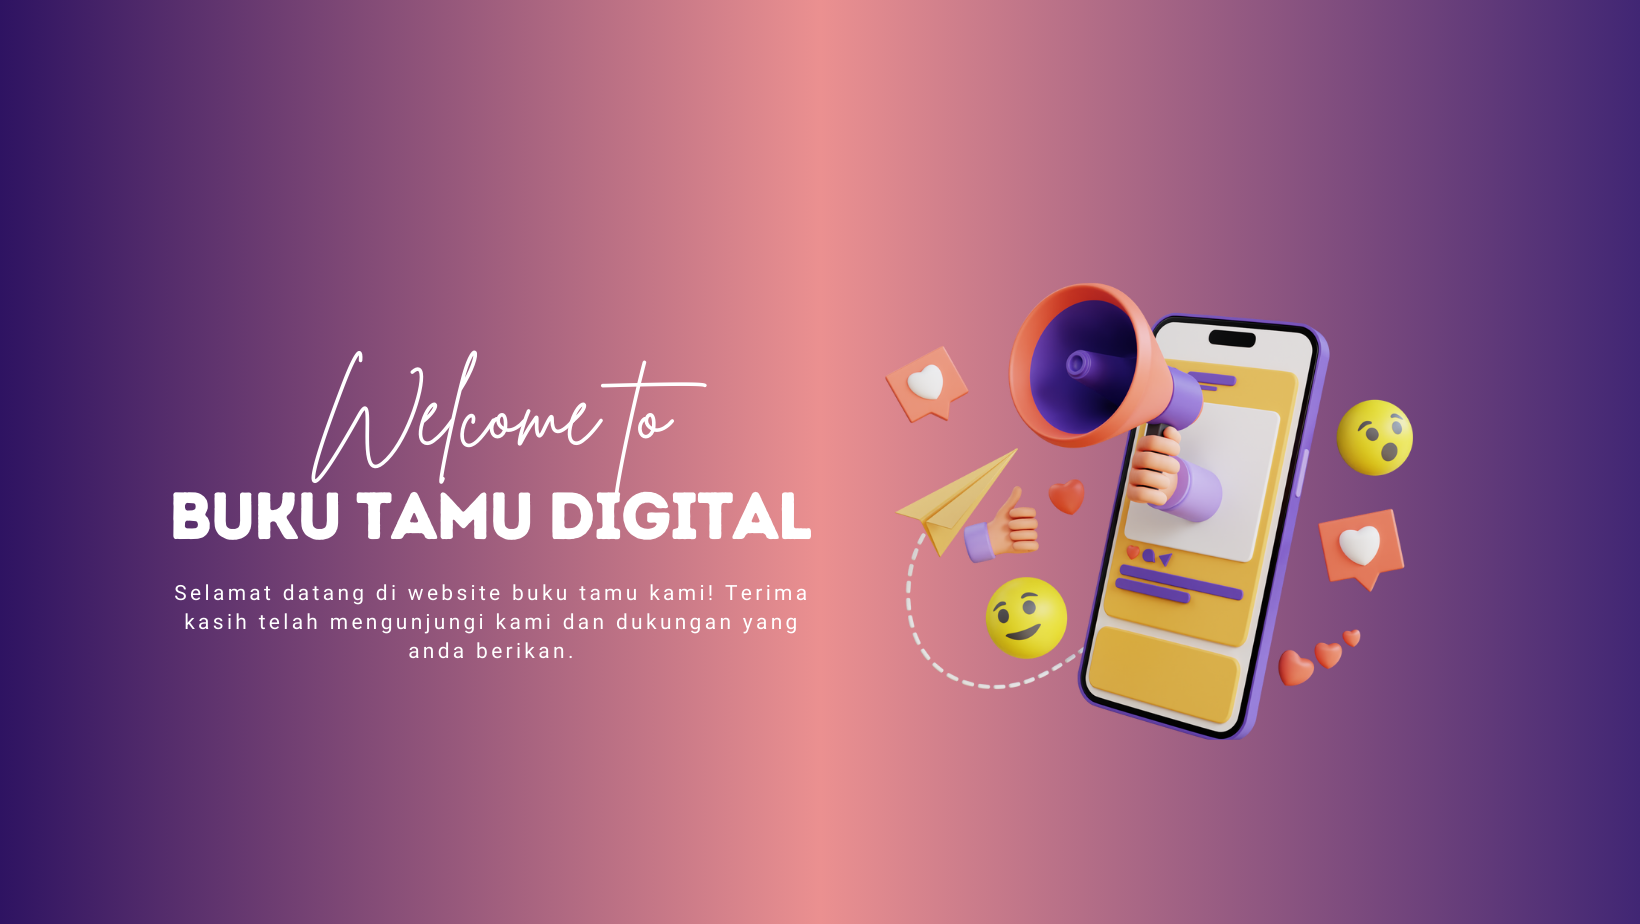 Welcome to
BUKU TAMU DIGITAL
Selamat datang di website buku tamu kami! Terima
kasih telah mengunjungi kami dan dukungan yang
anda berikan.